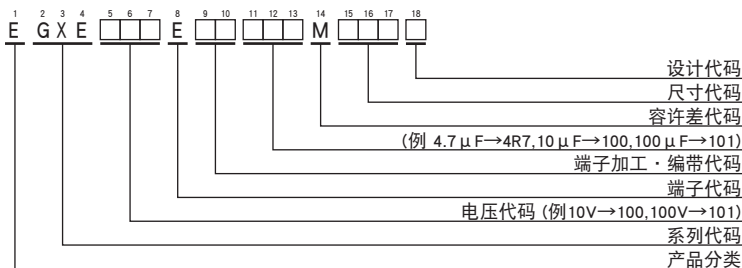 1 2 3 4 5 6 7 8 9 10 11 12 13 14 15 16 17 18
E G X E □□□ E □□ □□□ M □□□ □
设计代码
尺寸代码
容许差代码
(例 4.7μF→4R7,10μF→100,100μF→101)
端子加工・编带代码
端子代码
电压代码 (例10V→100,100V→101)
系列代码
产品分类